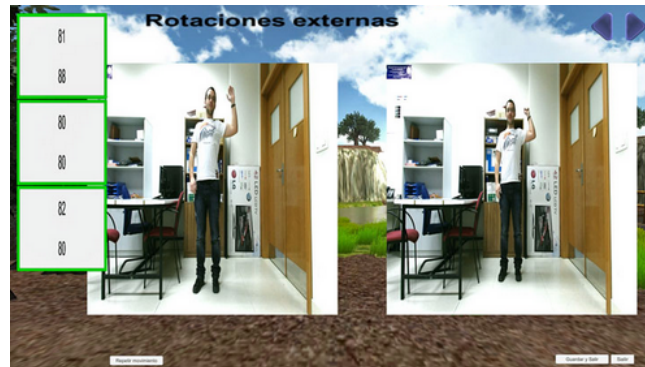 Rotaciones externas
81
88
80
80
82
80
Repetir movimiento
Guardar y Salir
Salir